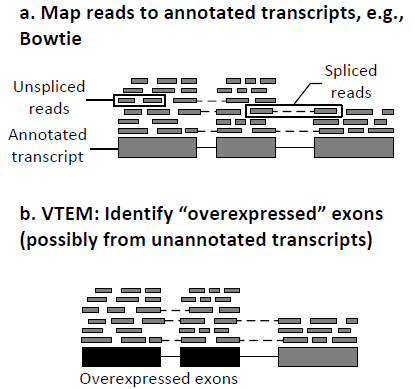 a. Map reads to annotated transcripts, e.g.,
Bowtie
Spliced
reads
Unspliced
reads
Annotated
transcript
b. VTEM: Identify “overexpressed” exons
(possibly from unannotated transcripts)
Overexpressed exons